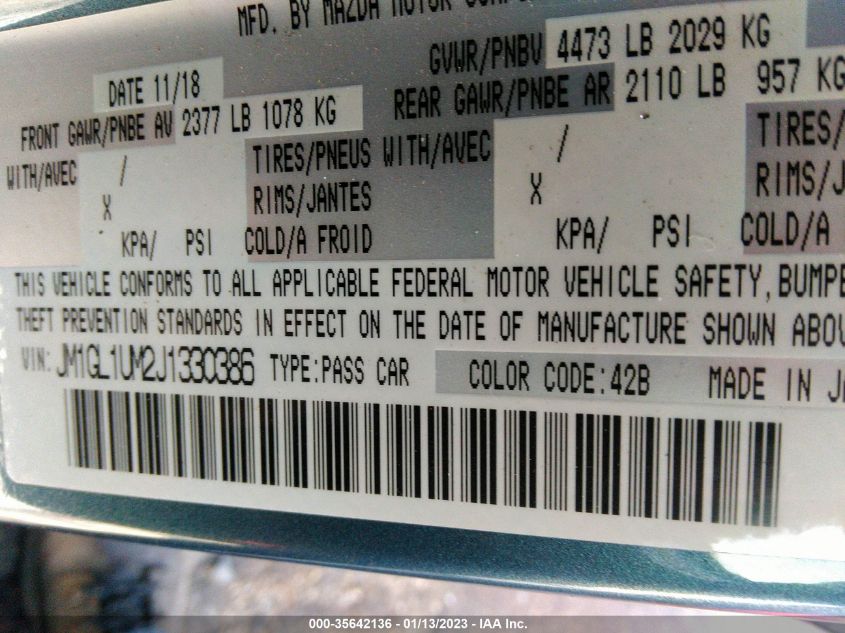 MFD. BY MAZDA MOTOR
DATE 11/18
GVWR/PNBV 4473 LB 2029 KG
FRONT GAWR/PNBE AV 2377 LB 1078 KG
REAR GAWR/PNBE AR 2110 LB 957 KG
WITH/AVEC / TIRES/PNEUS WITH/AVEC / TIRES/
X RIMS/JANTES X RIMS/J
KPA/ PSI COLD/A FROID KPA/ PSI COLD/A
THIS VEHICLE CONFORMS TO ALL APPLICABLE FEDERAL MOTOR VEHICLE SAFETY, BUMPE
THEFT PREVENTION STANDARDS IN EFFECT ON THE DATE OF MANUFACTURE SHOWN ABOV
VIN: JM1GL1UM2J1330386 TYPE:PASS CAR COLOR CODE:42B MADE IN
000-35642136 - 01/13/2023 - IAA Inc.